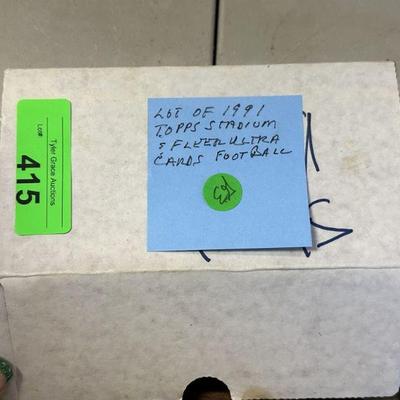 LOT OF 1991
TOPPS STADIUM
& FLEER ULTRA
CARDS FOOTBALL
Tyler Grace Auctions
Lot#
415